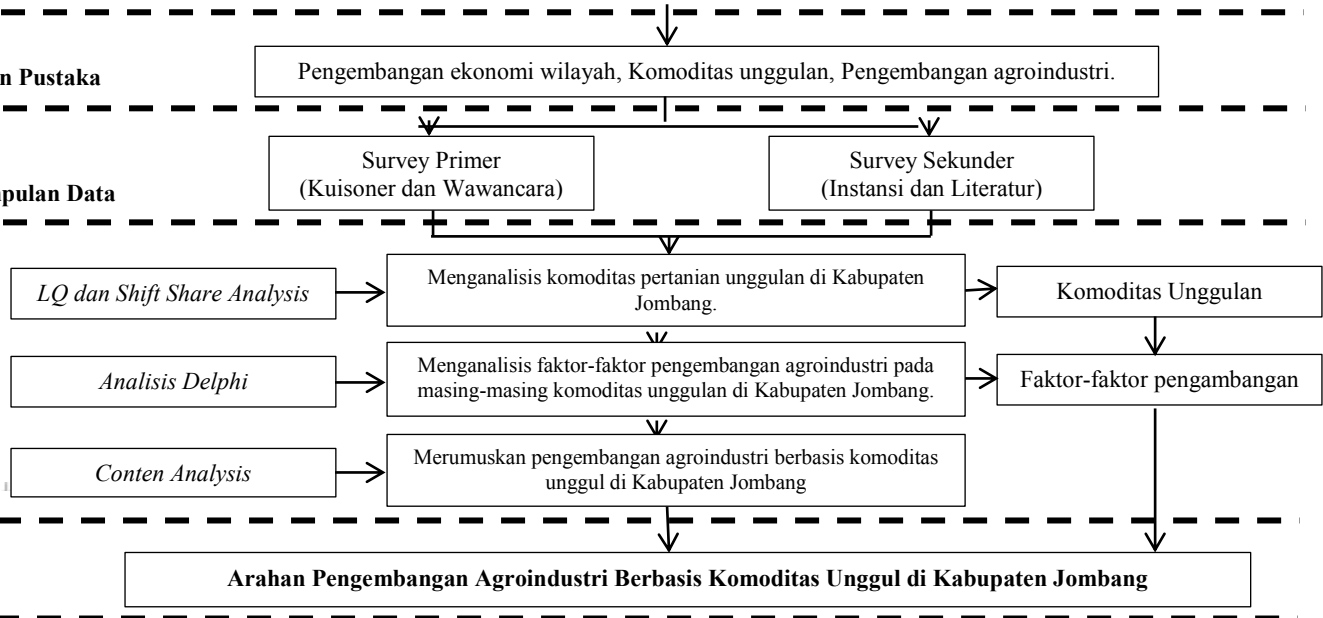 n Pustaka
Pengembangan ekonomi wilayah, Komoditas unggulan, Pengembangan agroindustri.
Survey Primer
(Kuisoner dan Wawancara)
Survey Sekunder
(Instansi dan Literatur)
pulan Data
LQ dan Shift Share Analysis
Menganalisis komoditas pertanian unggulan di Kabupaten
Jombang.
Komoditas Unggulan
Analisis Delphi
Menganalisis faktor-faktor pengembangan agroindustri pada
masing-masing komoditas unggulan di Kabupaten Jombang.
Faktor-faktor pengambangan
Conten Analysis
Merumuskan pengembangan agroindustri berbasis komoditas
unggul di Kabupaten Jombang
Arahan Pengembangan Agroindustri Berbasis Komoditas Unggul di Kabupaten Jombang